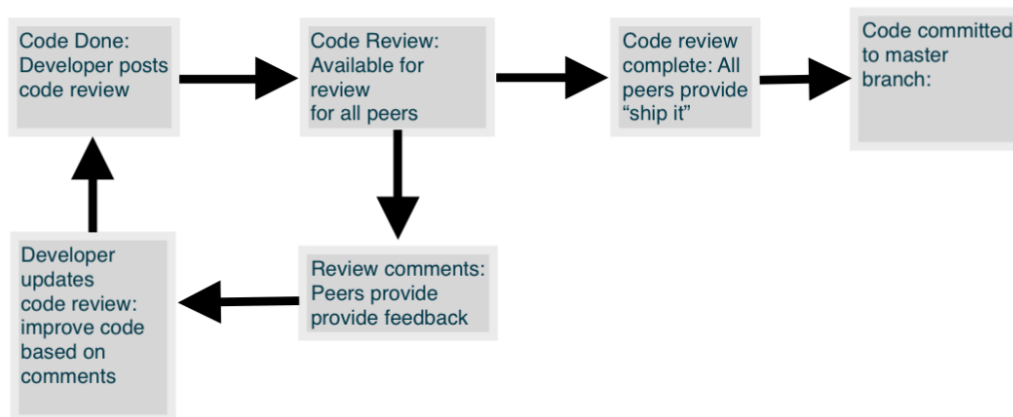 Code Done:
Developer posts
code review
Code Review:
Available for
review
for all peers
Code review
complete: All
peers provide
“ship it”
Code committed
to master
branch:
Developer
updates
code review:
improve code
based on
comments
Review comments:
Peers provide
provide feedback